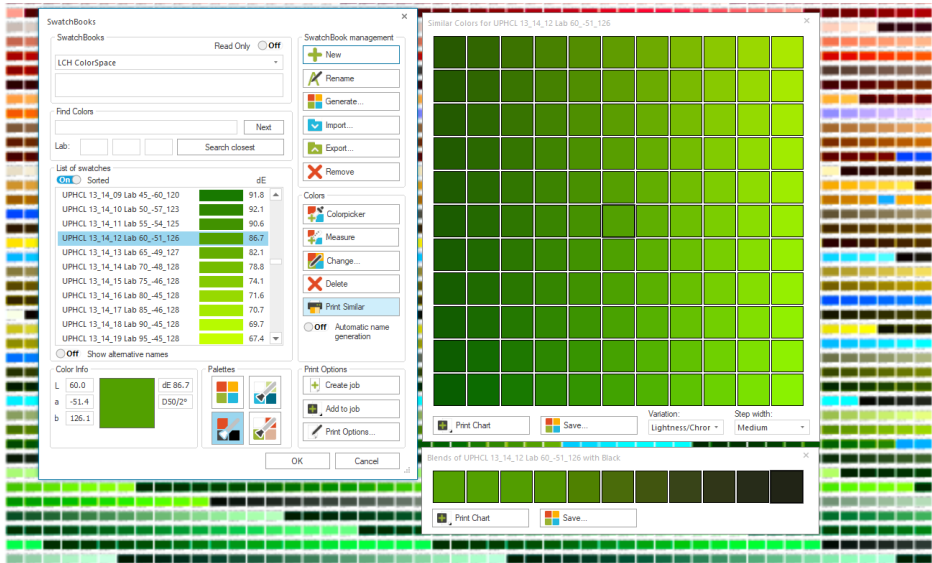 SwatchBooks
SwatchBooks
Read Only Off
LCH ColorSpace
Find Colors
Next
Lab:
Search closest
List of swatches
On Sorted dE
UPHCL 13_14_09 Lab 45_-60_120 91.8
UPHCL 13_14_10 Lab 50_-57_123 92.1
UPHCL 13_14_11 Lab 55_-54_125 90.6
UPHCL 13_14_12 Lab 60_-51_126 86.7
UPHCL 13_14_13 Lab 65_-49_127 82.1
UPHCL 13_14_14 Lab 70_-48_128 78.8
UPHCL 13_14_15 Lab 75_-46_128 74.1
UPHCL 13_14_16 Lab 80_-45_128 71.6
UPHCL 13_14_17 Lab 85_-46_128 70.7
UPHCL 13_14_18 Lab 90_-45_128 69.7
UPHCL 13_14_19 Lab 95_-45_128 67.4
Off Show alternative names
Color Info
L 60.0 dE 86.7
a -51.4 D50/2°
b 126.1
Palettes
SwatchBook management
New
Rename
Generate...
Import...
Export...
Remove
Colors
Colorpicker
Measure
Change...
Delete
Print Similar
Off Automatic name
generation
Print Options
Create job
Add to job
Print Options...
OK Cancel
Similar Colors for UPHCL 13_14_12 Lab 60_-51_126
Variation: Step width:
Print Chart Save... Lightness/Chror Medium
Blends of UPHCL 13_14_12 Lab 60_-51_126 with Black
Print Chart Save...